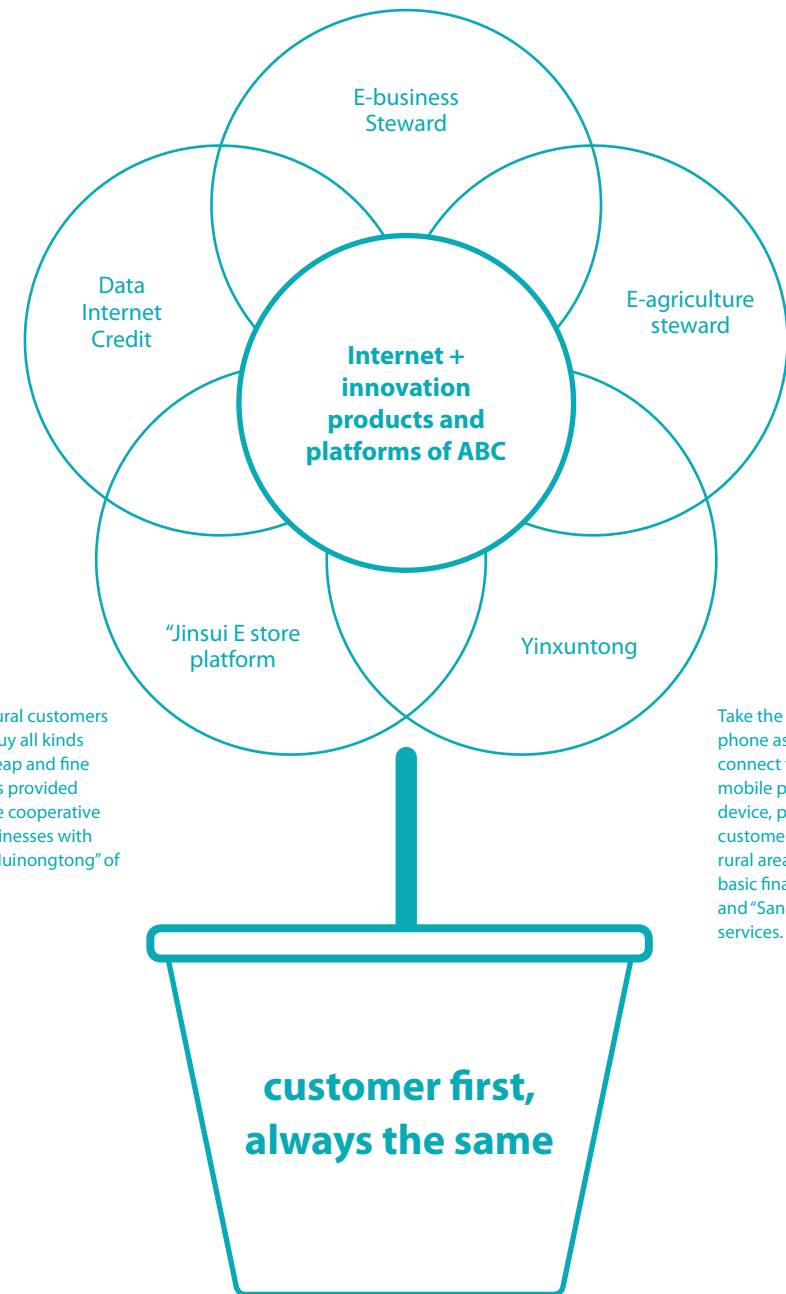 E-business
Steward
Data
Internet
Credit
E-agriculture
steward
Internet +
innovation
products and
platforms of ABC
"Jinsui E store
platform
Yinxuntong
ural customers
uy all kinds
eap and fine
s provided
e cooperative
inesses with
Huinongtong" of
Take the
phone as
connect
mobile p
device, p
customer
rural area
basic fina
and "San
services.
customer first,
always the same